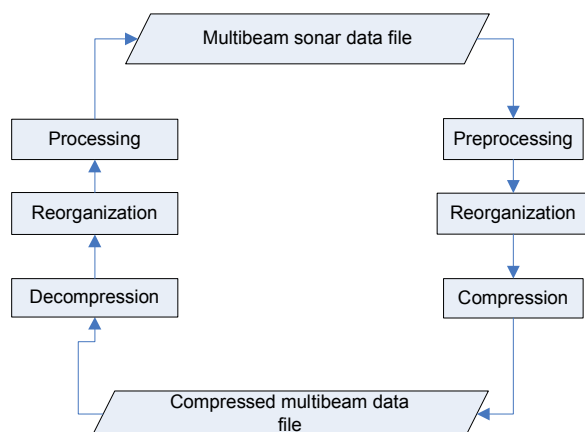 Multibeam sonar data file
Processing
Preprocessing
Reorganization
Reorganization
Decompression
Compression
Compressed multibeam data
file